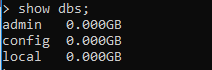 > show dbs;
admin   0.000GB
config  0.000GB
local   0.000GB